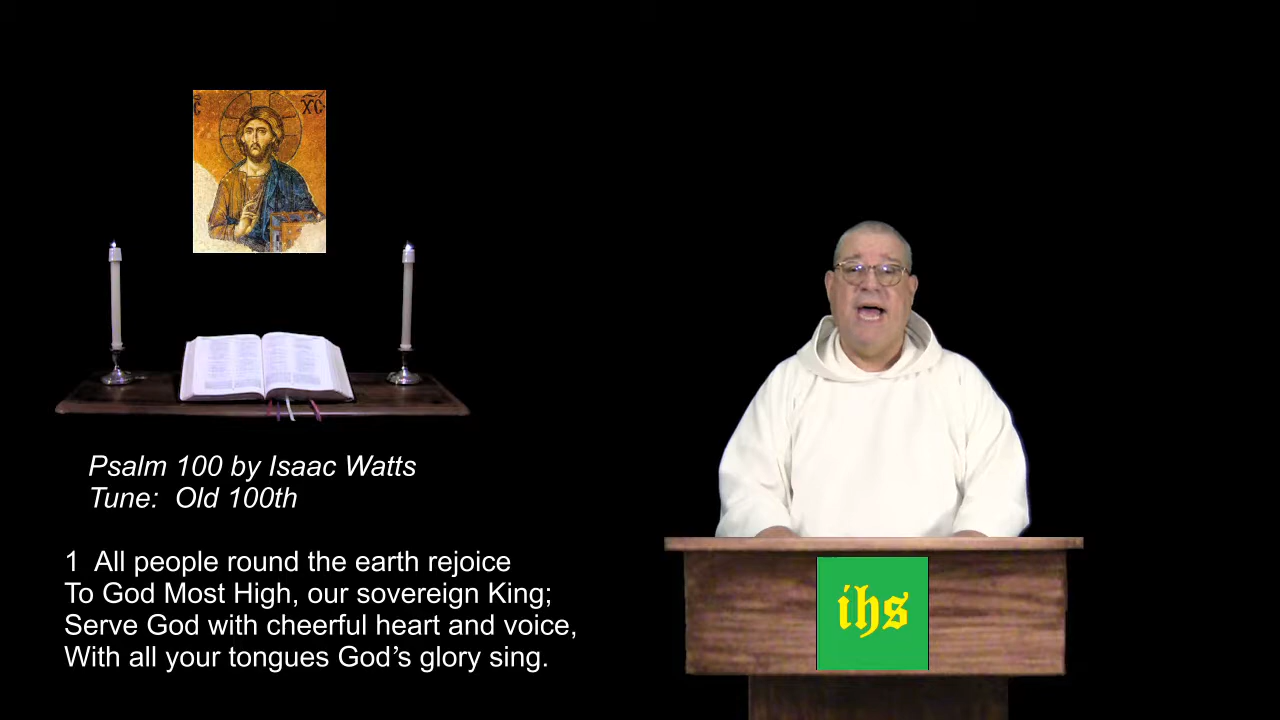 ΧC
Psalm 100 by Isaac Watts
Tune: Old 100th
1 All people round the earth rejoice
To God Most High, our sovereign King;
Serve God with cheerful heart and voice,
With all your tongues God’s glory sing.
ihs